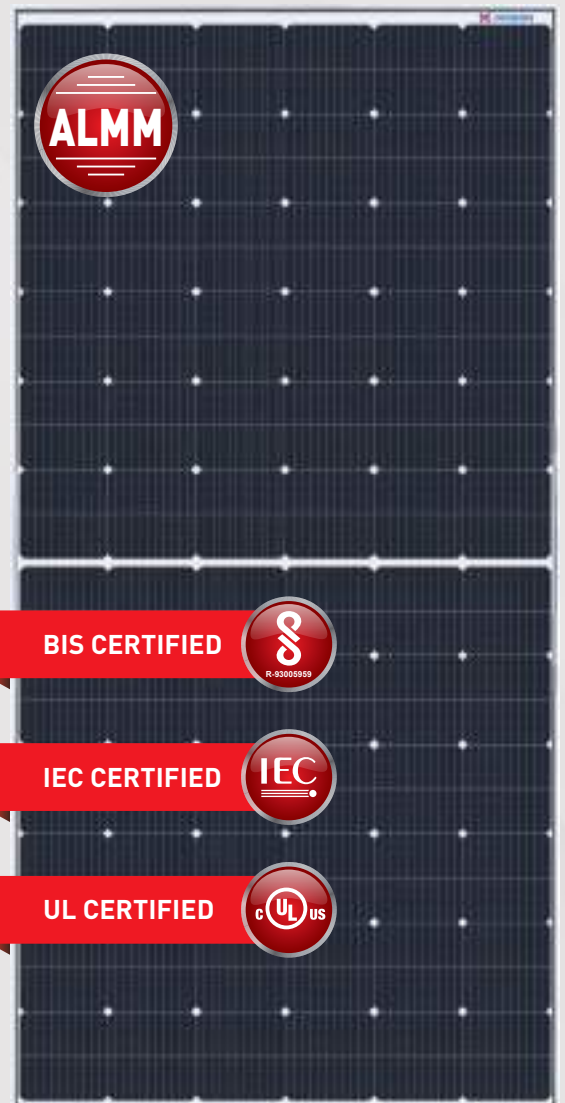 ALMM
BIS CERTIFIED
R-93005959
IEC CERTIFIED
IEC
UL CERTIFIED
c UL us